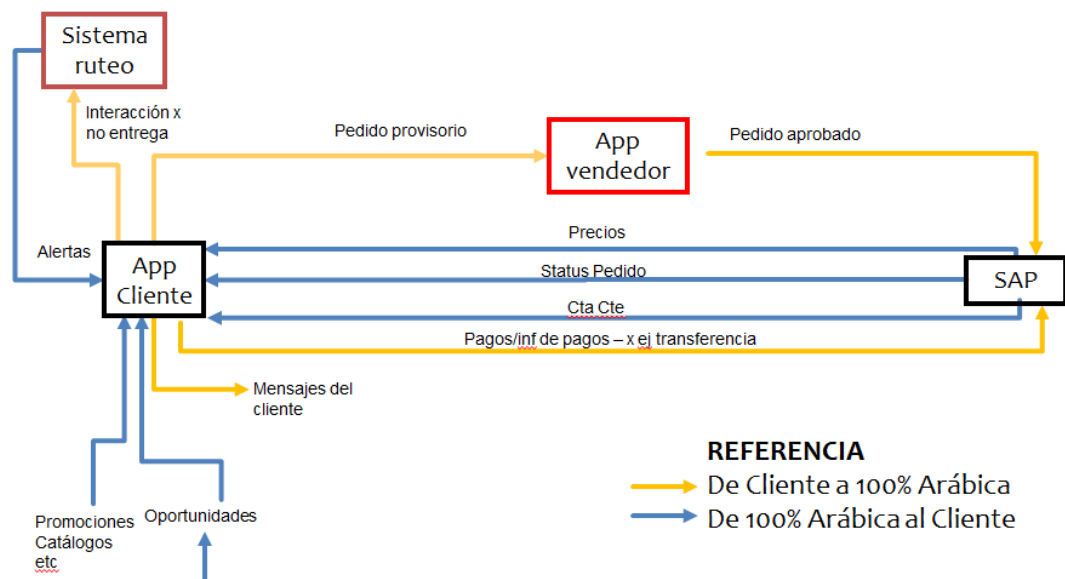 Sistema
ruteo
Interacción x
no entrega
Pedido provisorio
App
vendedor
Pedido aprobado
Alertas
App
Cliente
Precios
Status Pedido
Cta Cte
SAP
Pagos/inf de pagos – x ej transferencia
Mensajes del
cliente
Promociones
Catálogos
etc
Oportunidades
REFERENCIA
De Cliente a 100% Arábica
De 100% Arábica al Cliente